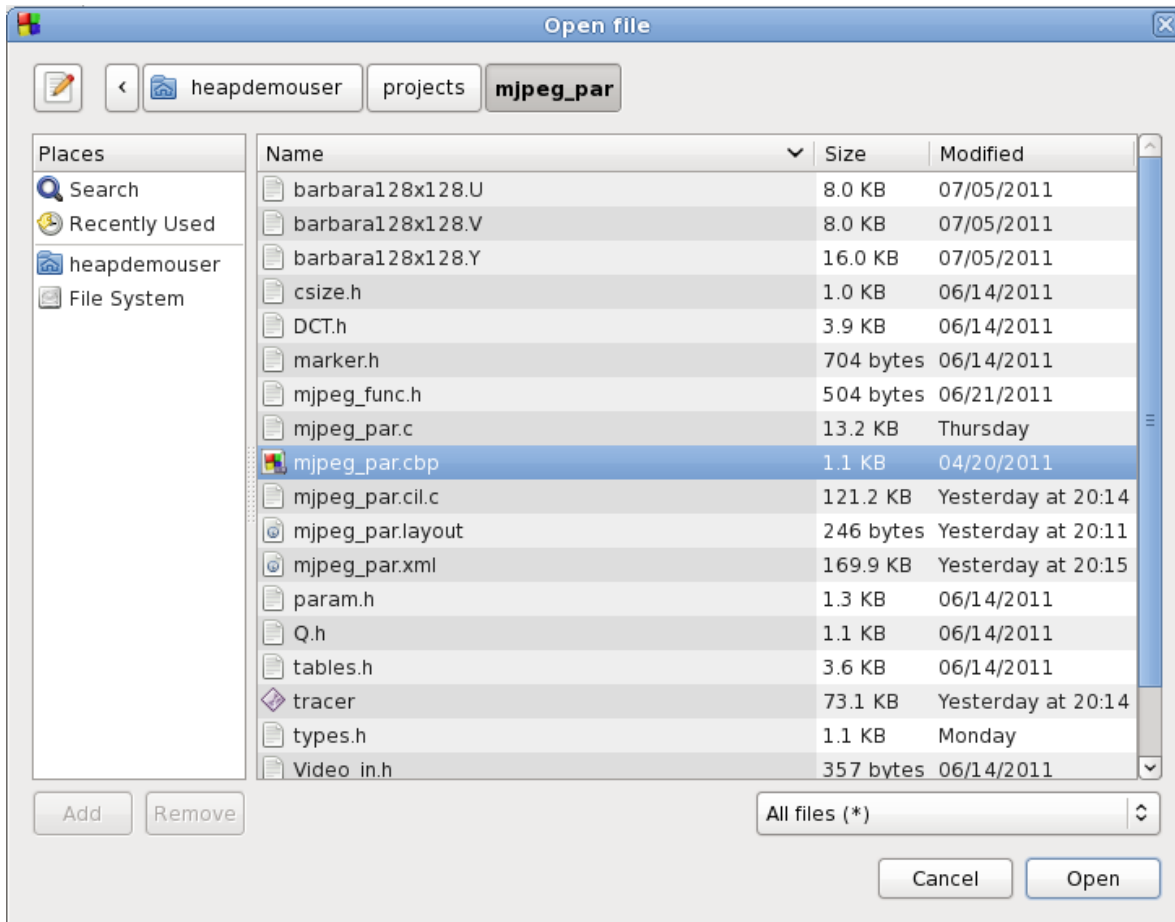 Open file
heapdemouser projects mjpeg_par
Places
Search
Recently Used
heapdemouser
File System
Name Size Modified
barbara128x128.U 8.0 KB 07/05/2011
barbara128x128.V 8.0 KB 07/05/2011
barbara128x128.Y 16.0 KB 07/05/2011
csize.h 1.0 KB 06/14/2011
DCT.h 3.9 KB 06/14/2011
marker.h 704 bytes 06/14/2011
mjpeg_func.h 504 bytes 06/21/2011
mjpeg_par.c 13.2 KB Thursday
mjpeg_par.cbp 1.1 KB 04/20/2011
mjpeg_par.cil.c 121.2 KB Yesterday at 20:14
mjpeg_par.layout 246 bytes Yesterday at 20:11
mjpeg_par.xml 169.9 KB Yesterday at 20:15
param.h 1.3 KB 06/14/2011
Q.h 1.1 KB 06/14/2011
tables.h 3.6 KB 06/14/2011
tracer 73.1 KB Yesterday at 20:14
types.h 1.1 KB Monday
Video_in.h 357 bytes 06/14/2011
Add Remove All files (*)
Cancel Open